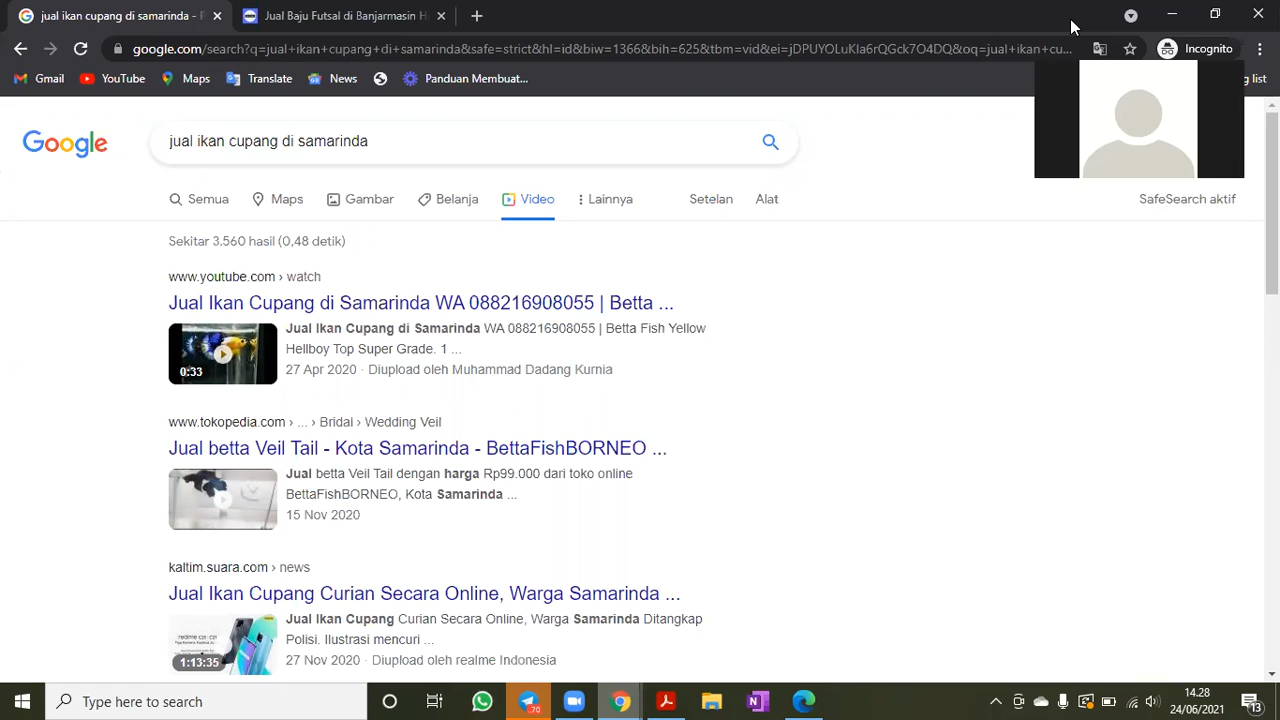 jual ikan cupang di samarinda - P
Jual Baju Futsal di Banjarmasin H
google.com/search?q=jual+ikan+cupang+di+samarinda&safe=strict&hl=id&biw=1366&bih=625&tbm=vid&ei=jDPUYOLuKIa6rQGck7O4DQ&oq=jual+ikan+cu...
Incognito
Gmail
YouTube
Maps
Translate
News
Panduan Membuat...
ng list
Google
jual ikan cupang di samarinda
Semua
Maps
Gambar
Belanja
Video
Lainnya
Setelan
Alat
SafeSearch aktif
Sekitar 3.560 hasil (0,48 detik)
www.youtube.com › watch
Jual Ikan Cupang di Samarinda WA 088216908055 | Betta ...
Jual Ikan Cupang di Samarinda WA 088216908055 | Betta Fish Yellow
Hellboy Top Super Grade. 1 ...
0:33
27 Apr 2020 · Diupload oleh Muhammad Dadang Kurnia
www.tokopedia.com › ... › Bridal › Wedding Veil
Jual betta Veil Tail - Kota Samarinda - BettaFishBORNEO ...
Jual betta Veil Tail dengan harga Rp99.000 dari toko online
BettaFishBORNEO, Kota Samarinda ...
15 Nov 2020
kaltim.suara.com › news
Jual Ikan Cupang Curian Secara Online, Warga Samarinda ...
Jual Ikan Cupang Curian Secara Online, Warga Samarinda Ditangkap
Polisi. Ilustrasi mencuri ...
1:13:35
27 Nov 2020 · Diupload oleh realme Indonesia
Type here to search
70
14.28
24/06/2021
13